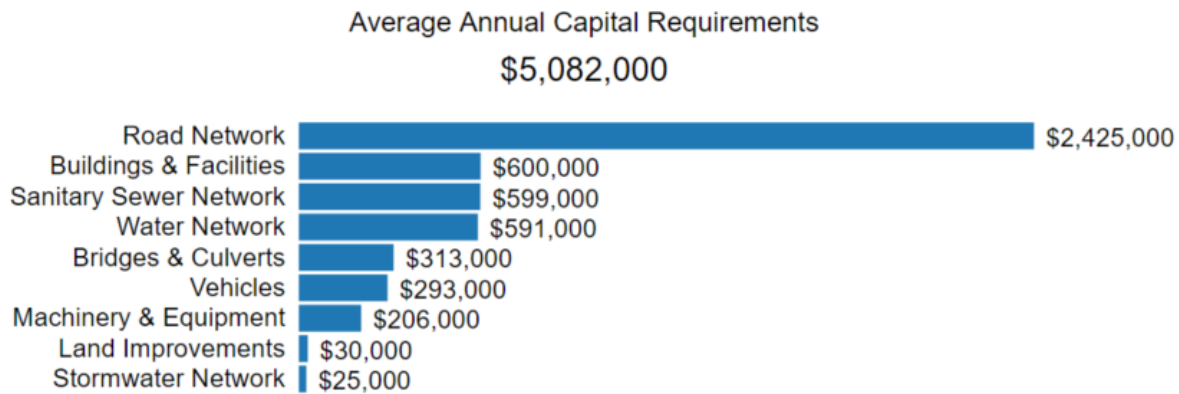 Average Annual Capital Requirements
$5,082,000
Road Network $2,425,000
Buildings & Facilities $600,000
Sanitary Sewer Network $599,000
Water Network $591,000
Bridges & Culverts $313,000
Vehicles $293,000
Machinery & Equipment $206,000
Land Improvements $30,000
Stormwater Network $25,000